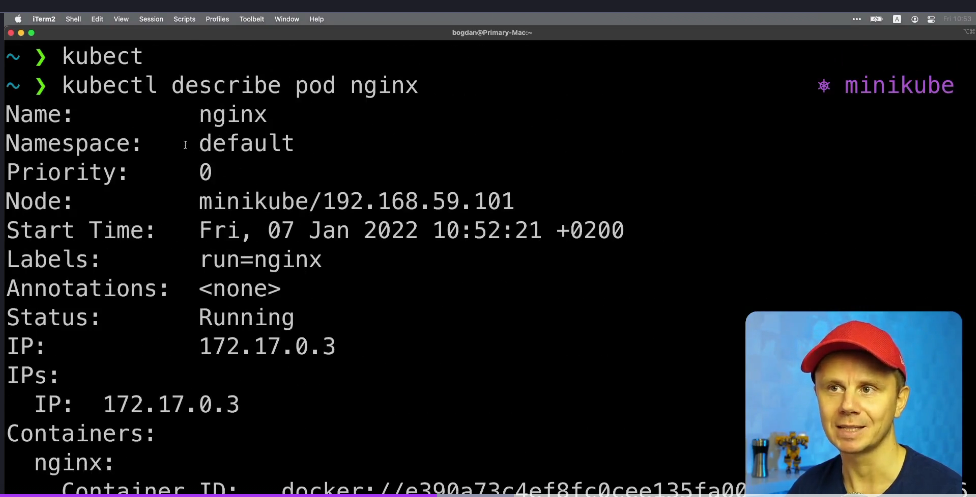 iTerm2 Shell Edit View Session Scripts Profiles Toolbelt Window Help A Fri 10:53
bogdan@Primary-Mac:~
~ ❯ kubect
~ ❯ kubectl describe pod nginx ⎈ minikube
Name: nginx
Namespace: default
Priority: 0
Node: minikube/192.168.59.101
Start Time: Fri, 07 Jan 2022 10:52:21 +0200
Labels: run=nginx
Annotations: <none>
Status: Running
IP: 172.17.0.3
IPs:
IP: 172.17.0.3
Containers:
nginx:
Container ID: docker://e390a73c4ef8fc0cee135fa00